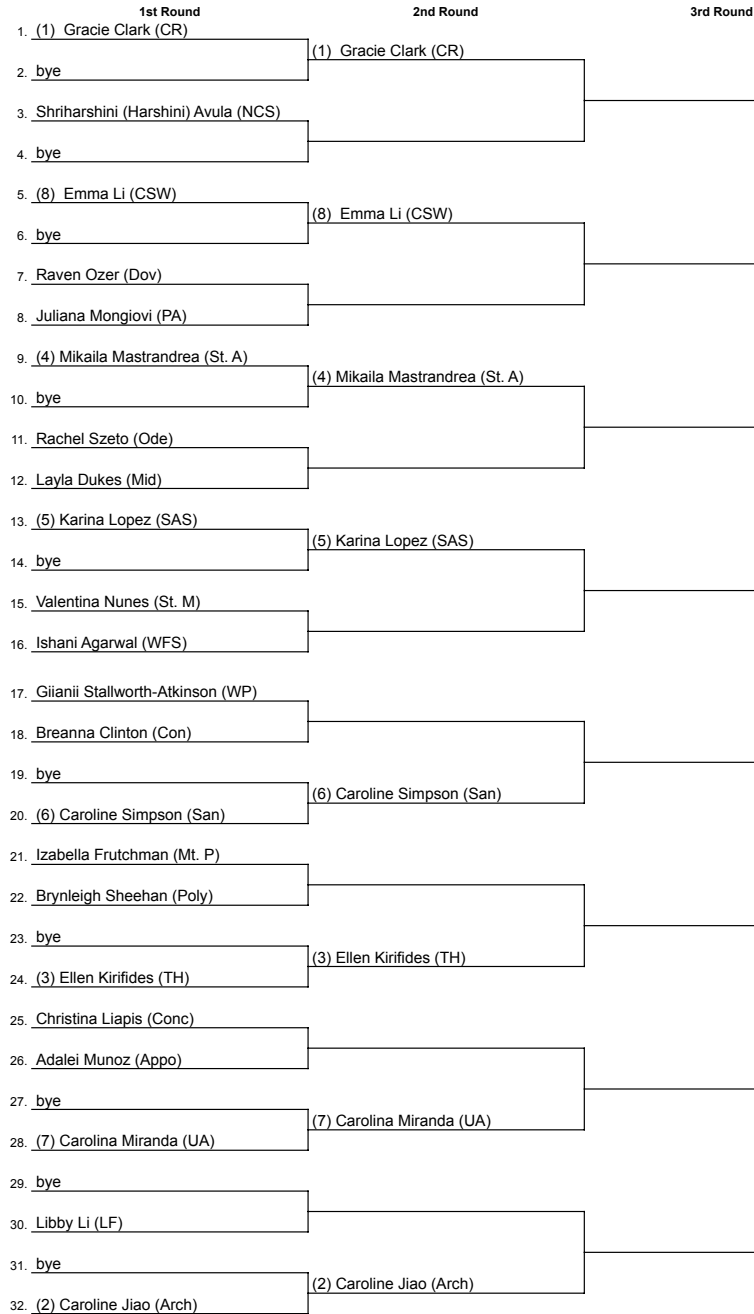 1st Round 2nd Round 3rd Round
1. (1) Gracie Clark (CR)
(1) Gracie Clark (CR)
2. bye
3. Shriharshini (Harshini) Avula (NCS)
4. bye
5. (8) Emma Li (CSW)
(8) Emma Li (CSW)
6. bye
7. Raven Ozer (Dov)
8. Juliana Mongiovi (PA)
9. (4) Mikaila Mastrandrea (St. A)
(4) Mikaila Mastrandrea (St. A)
10. bye
11. Rachel Szeto (Ode)
12. Layla Dukes (Mid)
13. (5) Karina Lopez (SAS)
(5) Karina Lopez (SAS)
14. bye
15. Valentina Nunes (St. M)
16. Ishani Agarwal (WFS)
17. Giianii Stallworth-Atkinson (WP)
18. Breanna Clinton (Con)
19. bye
(6) Caroline Simpson (San)
20. (6) Caroline Simpson (San)
21. Izabella Frutchman (Mt. P)
22. Brynleigh Sheehan (Poly)
23. bye
(3) Ellen Kirifides (TH)
24. (3) Ellen Kirifides (TH)
25. Christina Liapis (Conc)
26. Adalei Munoz (Appo)
27. bye
(7) Carolina Miranda (UA)
28. (7) Carolina Miranda (UA)
29. bye
30. Libby Li (LF)
31. bye
(2) Caroline Jiao (Arch)
32. (2) Caroline Jiao (Arch)